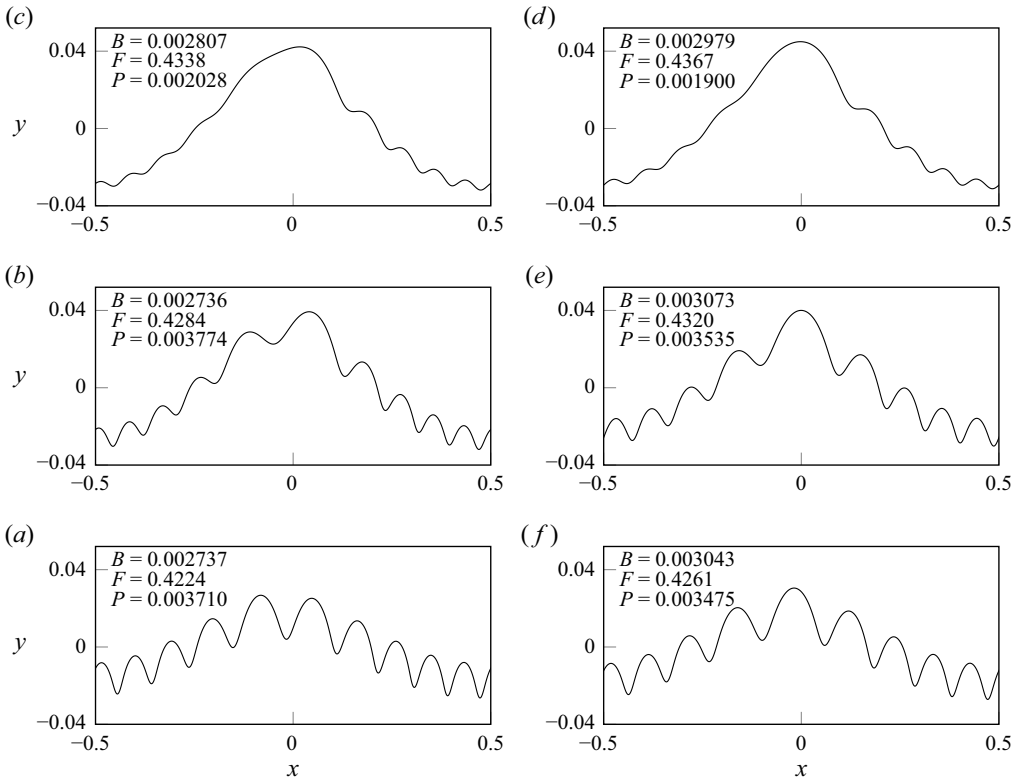 (c)
(d)
B = 0.002807
F = 0.4338
P = 0.002028
B = 0.002979
F = 0.4367
P = 0.001900
0.04
y
0
−0.04
−0.5
0
0.5
0.04
0
−0.04
−0.5
0
0.5
(b)
(e)
B = 0.002736
F = 0.4284
P = 0.003774
B = 0.003073
F = 0.4320
P = 0.003535
0.04
y
0
−0.04
−0.5
0
0.5
0.04
0
−0.04
−0.5
0
0.5
(a)
(f)
B = 0.002737
F = 0.4224
P = 0.003710
B = 0.003043
F = 0.4261
P = 0.003475
0.04
y
0
−0.04
−0.5
0
0.5
x
0.04
0
−0.04
−0.5
0
0.5
x